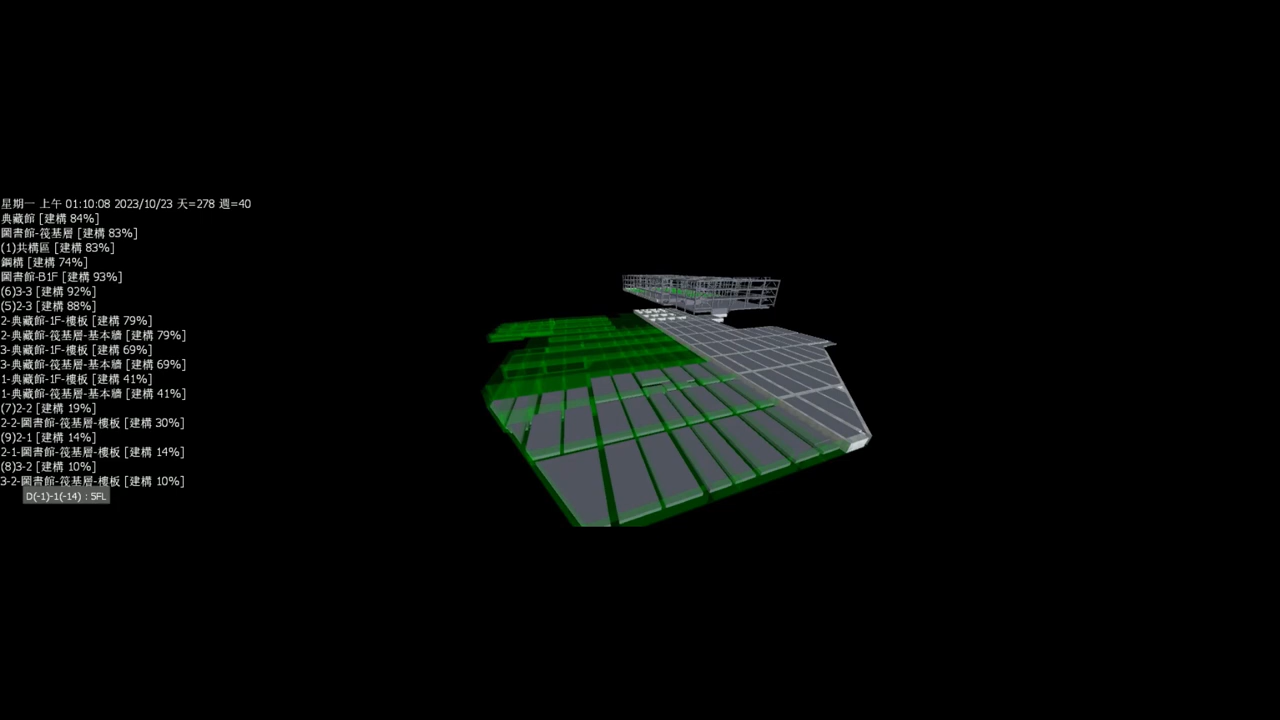 星期一 上午 01:10:08 2023/10/23 天=278 週=40
典藏館 [建構 84%]
圖書館-筏基層 [建構 83%]
(1)共構區 [建構 83%]
鋼構 [建構 74%]
圖書館-B1F [建構 93%]
(6)3-3 [建構 92%]
(5)2-3 [建構 88%]
2-典藏館-1F-樓板 [建構 79%]
2-典藏館-筏基層-基本牆 [建構 79%]
3-典藏館-1F-樓板 [建構 69%]
3-典藏館-筏基層-基本牆 [建構 69%]
1-典藏館-1F-樓板 [建構 41%]
1-典藏館-筏基層-基本牆 [建構 41%]
(7)2-2 [建構 19%]
2-2-圖書館-筏基層-樓板 [建構 30%]
(9)2-1 [建構 14%]
2-1-圖書館-筏基層-樓板 [建構 14%]
(8)3-2 [建構 10%]
3-2-圖書館-筏基層-樓板 [建構 10%]
D(-1)-1(-14) : SFL